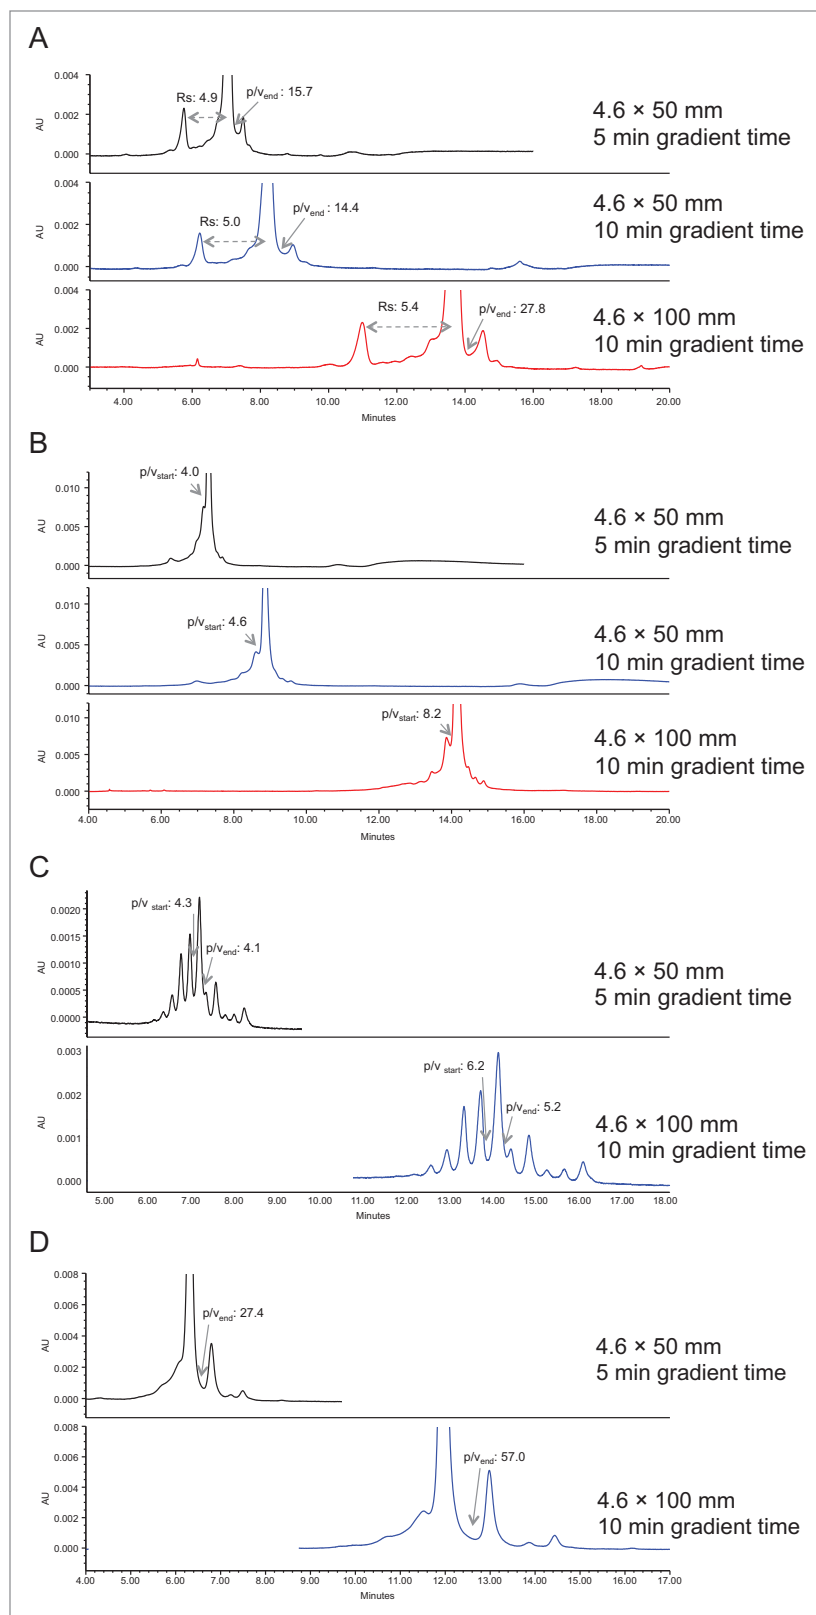 A
0.004
0.002
0.000
AU
Rs: 4.9
p/vend : 15.7
4.6 × 50 mm
5 min gradient time
0.004
0.002
0.000
AU
Rs: 5.0
p/vend : 14.4
4.6 × 50 mm
10 min gradient time
0.004
0.002
0.000
AU
Rs: 5.4
p/vend : 27.8
4.6 × 100 mm
10 min gradient time
4.00 6.00 8.00 10.00 12.00 14.00 16.00 18.00 20.00
Minutes
B
0.010
0.005
0.000
AU
p/vstart: 4.0
4.6 × 50 mm
5 min gradient time
0.010
0.005
0.000
AU
p/vstart: 4.6
4.6 × 50 mm
10 min gradient time
0.010
0.005
0.000
AU
p/vstart: 8.2
4.6 × 100 mm
10 min gradient time
4.00 6.00 8.00 10.00 12.00 14.00 16.00 18.00 20.00
Minutes
C
0.0020
0.0015
0.0010
0.0005
0.0000
AU
p/v start: 4.3
p/vend: 4.1
4.6 × 50 mm
5 min gradient time
0.003
0.002
0.001
0.000
AU
p/v start: 6.2
p/vend: 5.2
4.6 × 100 mm
10 min gradient time
5.00 6.00 7.00 8.00 9.00 10.00 11.00 12.00 13.00 14.00 15.00 16.00 17.00 18.00
Minutes
D
0.008
0.006
0.004
0.002
0.000
AU
p/vend: 27.4
4.6 × 50 mm
5 min gradient time
0.008
0.006
0.004
0.002
0.000
AU
p/vend: 57.0
4.6 × 100 mm
10 min gradient time
4.00 5.00 6.00 7.00 8.00 9.00 10.00 11.00 12.00 13.00 14.00 15.00 16.00 17.00
Minutes